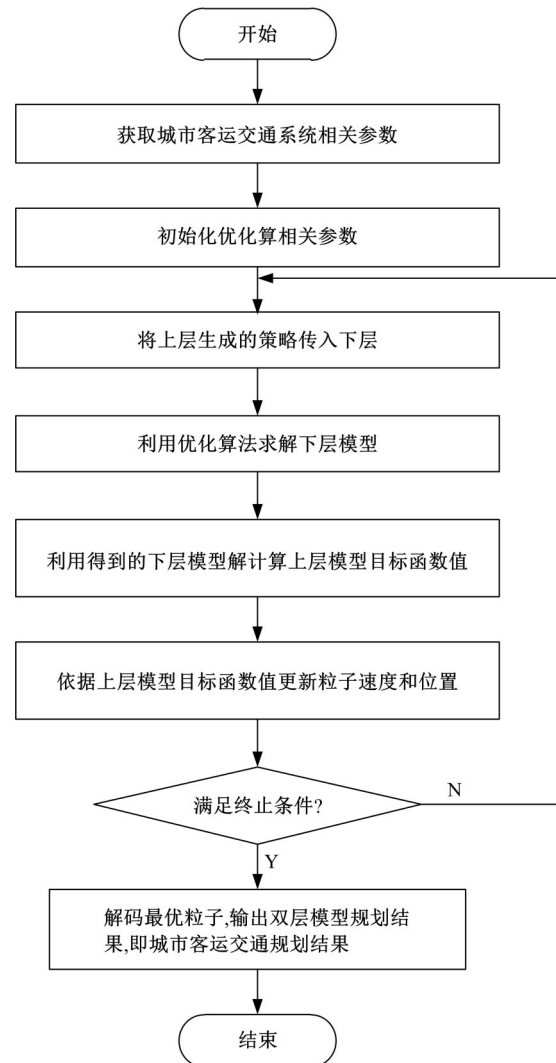 开始
获取城市客运交通系统相关参数
初始化优化算相关参数
将上层生成的策略传入下层
利用优化算法求解下层模型
利用得到的下层模型解计算上层模型目标函数值
依据上层模型目标函数值更新粒子速度和位置
满足终止条件?
N
Y
解码最优粒子,输出双层模型规划结
果,即城市客运交通规划结果
结束